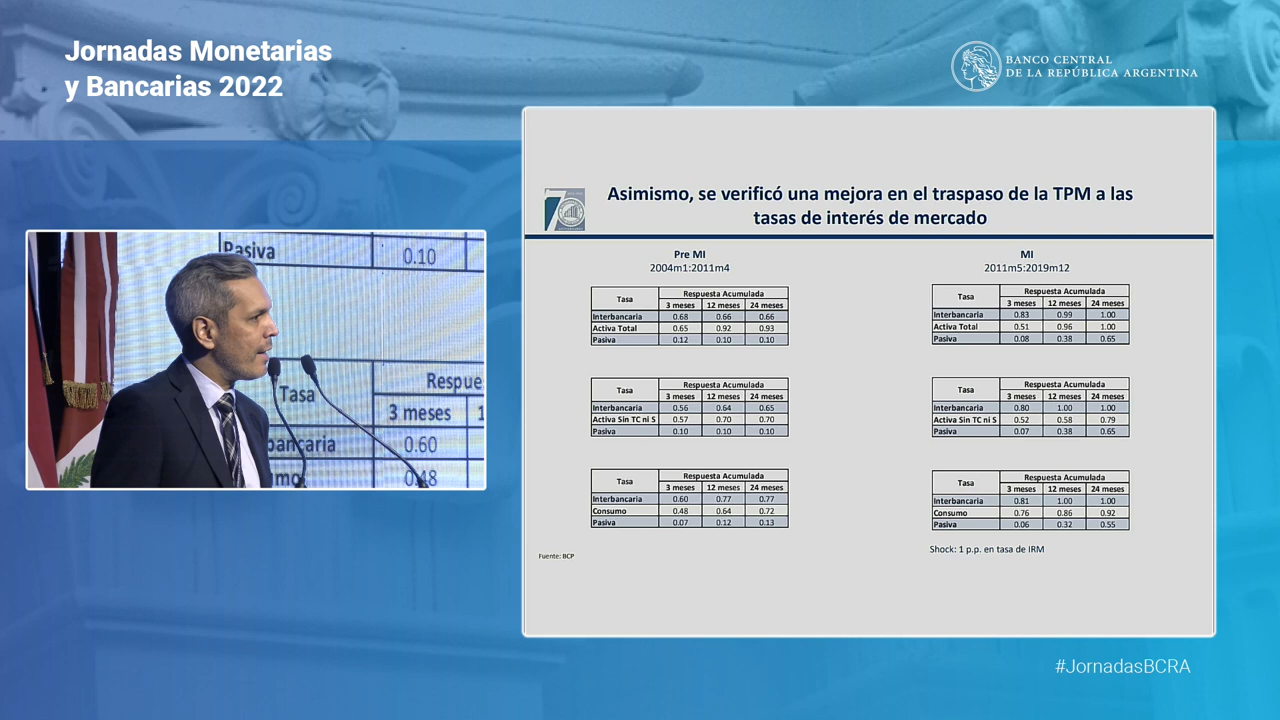 Jornadas Monetarias
y Bancarias 2022
BANCO CENTRAL
DE LA REPÚBLICA ARGENTINA
Asimismo, se verificó una mejora en el traspaso de la TPM a las
tasas de interés de mercado
Pre MI
2004m1:2011m4
Tasa Respuesta Acumulada
3 meses 12 meses 24 meses
Interbancaria 0.68 0.66 0.66
Activa Total 0.65 0.92 0.93
Pasiva 0.12 0.10 0.10
Tasa Respuesta Acumulada
3 meses 12 meses 24 meses
Interbancaria 0.56 0.64 0.65
Activa Sin TC ni S 0.57 0.70 0.70
Pasiva 0.10 0.10 0.10
Tasa Respuesta Acumulada
3 meses 12 meses 24 meses
Interbancaria 0.60 0.77 0.77
Consumo 0.48 0.64 0.72
Pasiva 0.07 0.12 0.13
Fuente: BCP
MI
2011m5:2019m12
Tasa Respuesta Acumulada
3 meses 12 meses 24 meses
Interbancaria 0.83 0.99 1.00
Activa Total 0.51 0.96 1.00
Pasiva 0.08 0.38 0.65
Tasa Respuesta Acumulada
3 meses 12 meses 24 meses
Interbancaria 0.80 1.00 1.00
Activa Sin TC ni S 0.52 0.58 0.79
Pasiva 0.07 0.38 0.65
Tasa Respuesta Acumulada
3 meses 12 meses 24 meses
Interbancaria 0.81 1.00 1.00
Consumo 0.76 0.86 0.92
Pasiva 0.06 0.32 0.55
Shock: 1 p.p. en tasa de IRM
Pasiva 0.10
Tasa Respue
3 meses 1
bancaria 0.60
mo 0.48
#JornadasBCRA